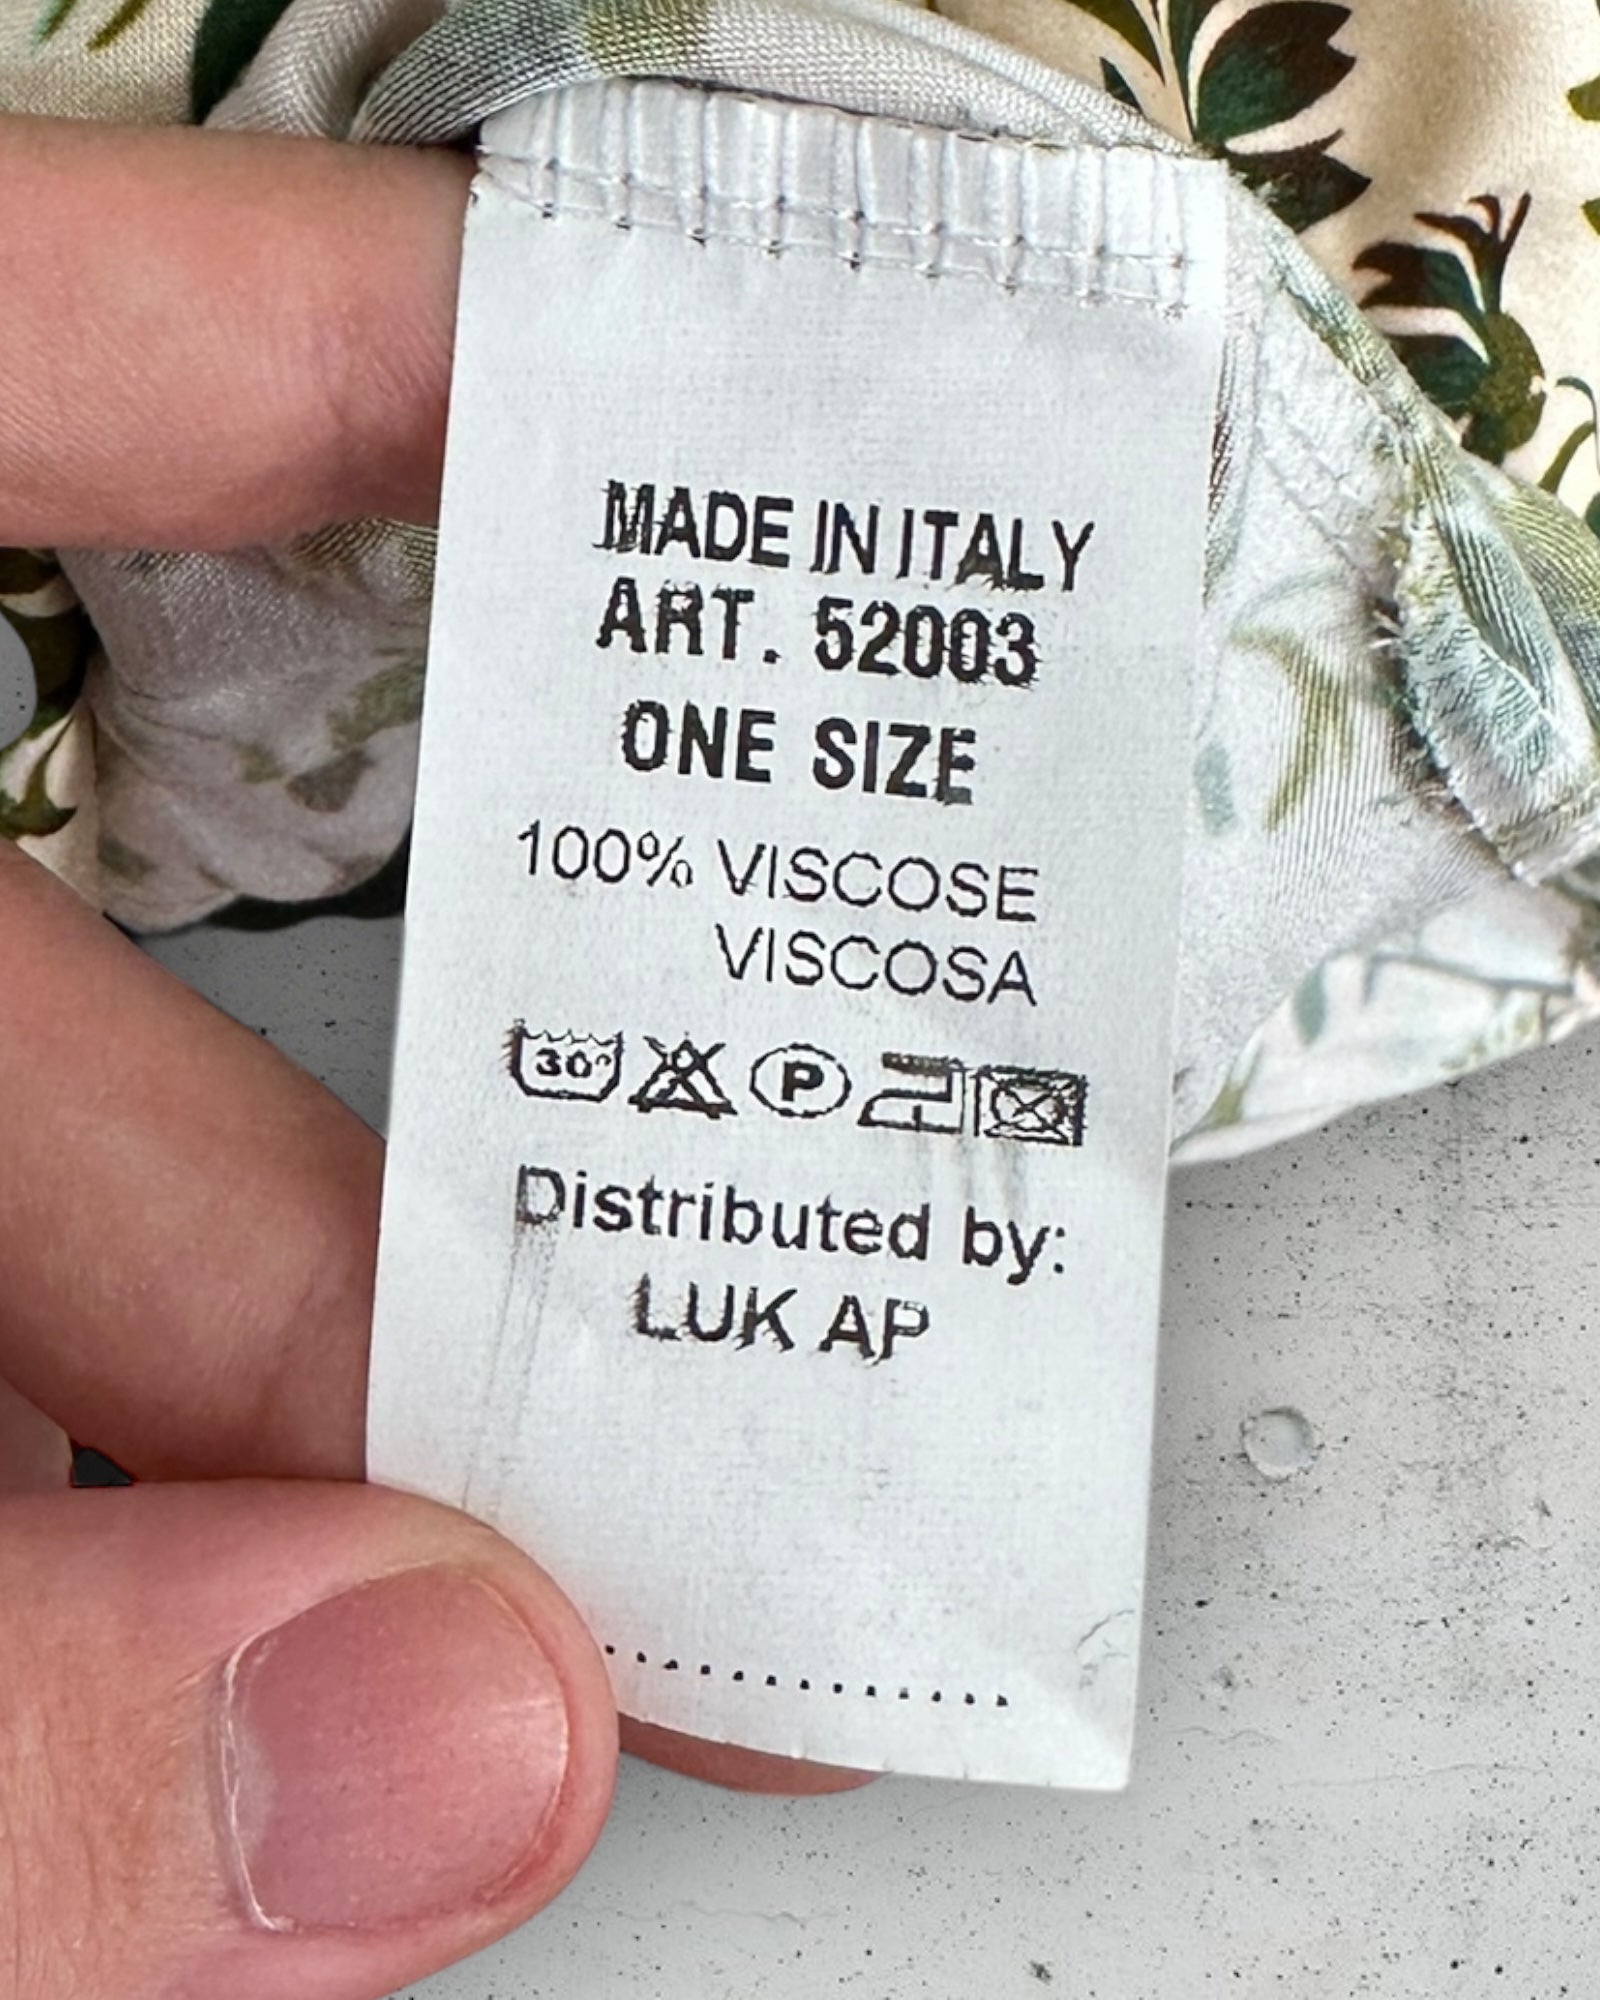 MADE IN ITALY
ART. 52003
ONE SIZE
100% VISCOSE
VISCOSA
30° P
Distributed by:
LUK AP